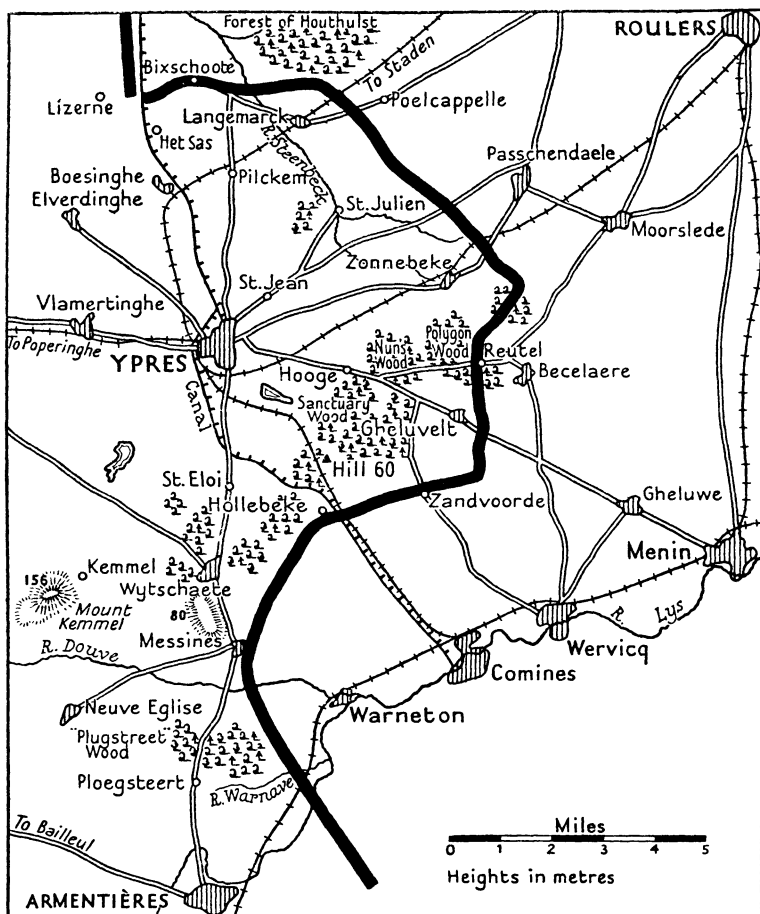 Forest of Houthulst
ROULERS
Bixschoote
To Staden
Lizerne
Poelcappelle
Langemarck
R. Steenbeck
Het Sas
Passchendaele
Boesinghe
Pilckem
Elverdinghe
St. Julien
Moorslede
Zonnebeke
St. Jean
Vlamertinghe
To Poperinghe
YPRES
Nuns
Wood
Polygon
Wood
Reutel
Hooge
Becelaere
Canal
Sanctuary
Wood
Gheluvelt
Hill 60
St. Eloi
Hollebeke
Zandvoorde
Gheluwe
Menin
Kemmel
156
Mount
Kemmel
Wytschaete
80
Messines
R. Douve
R. Lys
Wervicq
Comines
Neuve Eglise
Warneton
"Plugstreet"
Wood
Ploegsteert
R. Warnave
To Bailleul
ARMENTIÈRES
Miles
0 1 2 3 4 5
Heights in metres